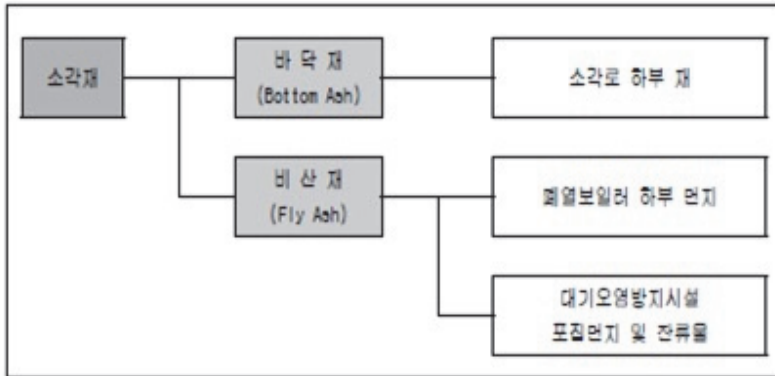 소각재
바 닥 재
(Bottom Ash)
소각로 하부 재
비 산 재
(Fly Ash)
폐열보일러 하부 먼지
대기오염방지시설
포집먼지 및 잔류물